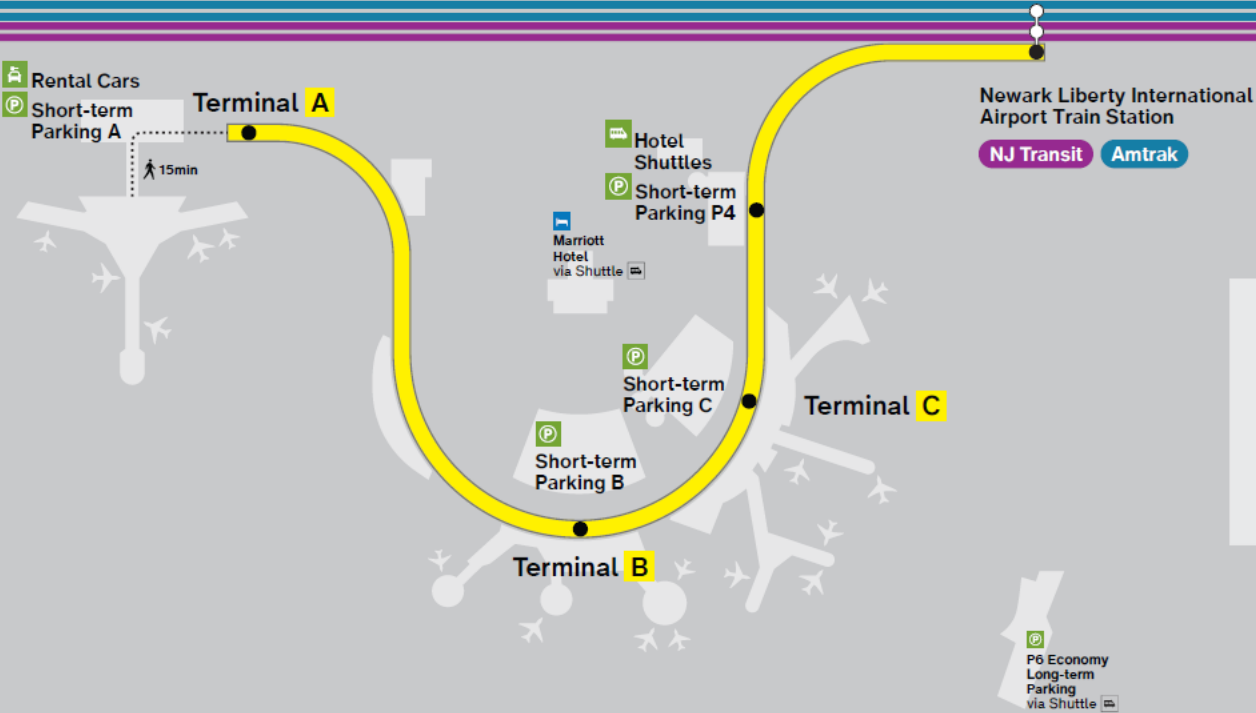 Rental Cars
Short-term
Parking A
Terminal A
15min
Hotel
Shuttles
Short-term
Parking P4
Marriott
Hotel
via Shuttle
Newark Liberty International
Airport Train Station
NJ Transit Amtrak
Short-term
Parking C
Terminal C
Short-term
Parking B
Terminal B
P6 Economy
Long-term
Parking
via Shuttle